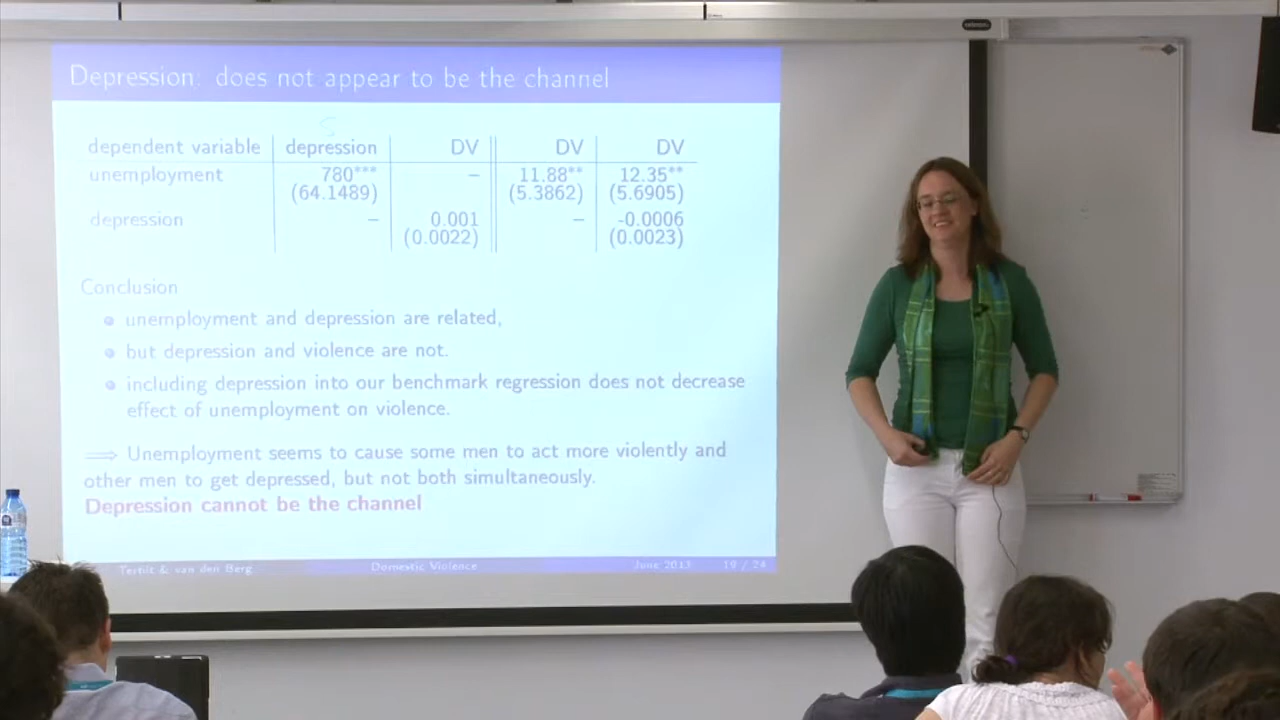 Depression: does not appear to be the channel
dependent variable depression DV DV DV
unemployment 780*** – 11.88** 12.35**
(64.1489) (5.3862) (5.6905)
depression – 0.001 – -0.0006
(0.0022) (0.0023)
Conclusion
unemployment and depression are related,
but depression and violence are not.
including depression into our benchmark regression does not decrease
effect of unemployment on violence.
⟹ Unemployment seems to cause some men to act more violently and
other men to get depressed, but not both simultaneously.
Depression cannot be the channel
& van den Berg Domestic Violence June 2013 19 / 24